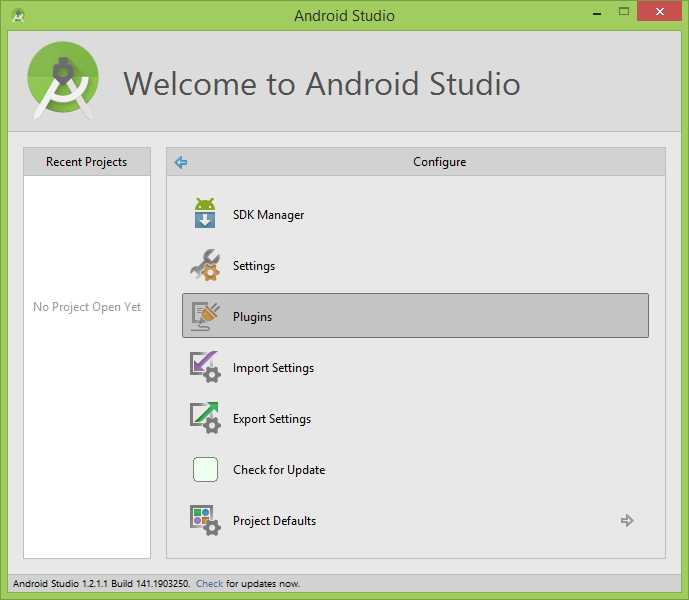 Android Studio
Welcome to Android Studio
Recent Projects
No Project Open Yet
Configure
SDK Manager
Settings
Plugins
Import Settings
Export Settings
Check for Update
Project Defaults
Android Studio 1.2.1.1 Build 141.1903250. Check for updates now.